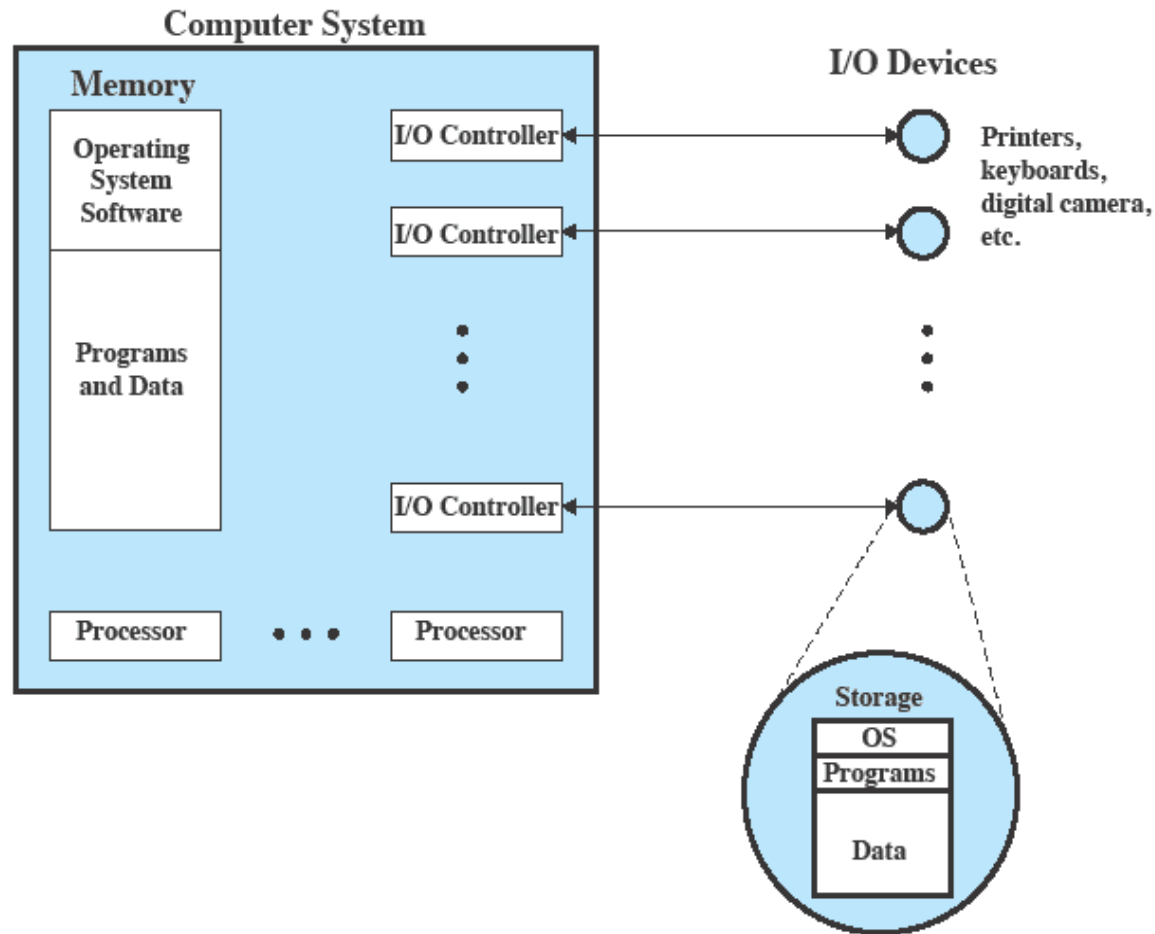 Computer System
Memory
Operating
System
Software
Programs
and Data
I/O Controller
I/O Controller
I/O Controller
Processor
Processor
I/O Devices
Printers,
keyboards,
digital camera,
etc.
Storage
OS
Programs
Data